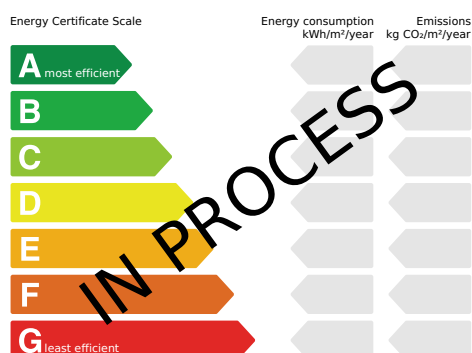 Energy Certificate Scale
Energy consumption
kWh/m²/year
Emissions
kg CO₂/m²/year
A most efficient
B
C
D
E
F
G least efficient
IN PROCESS